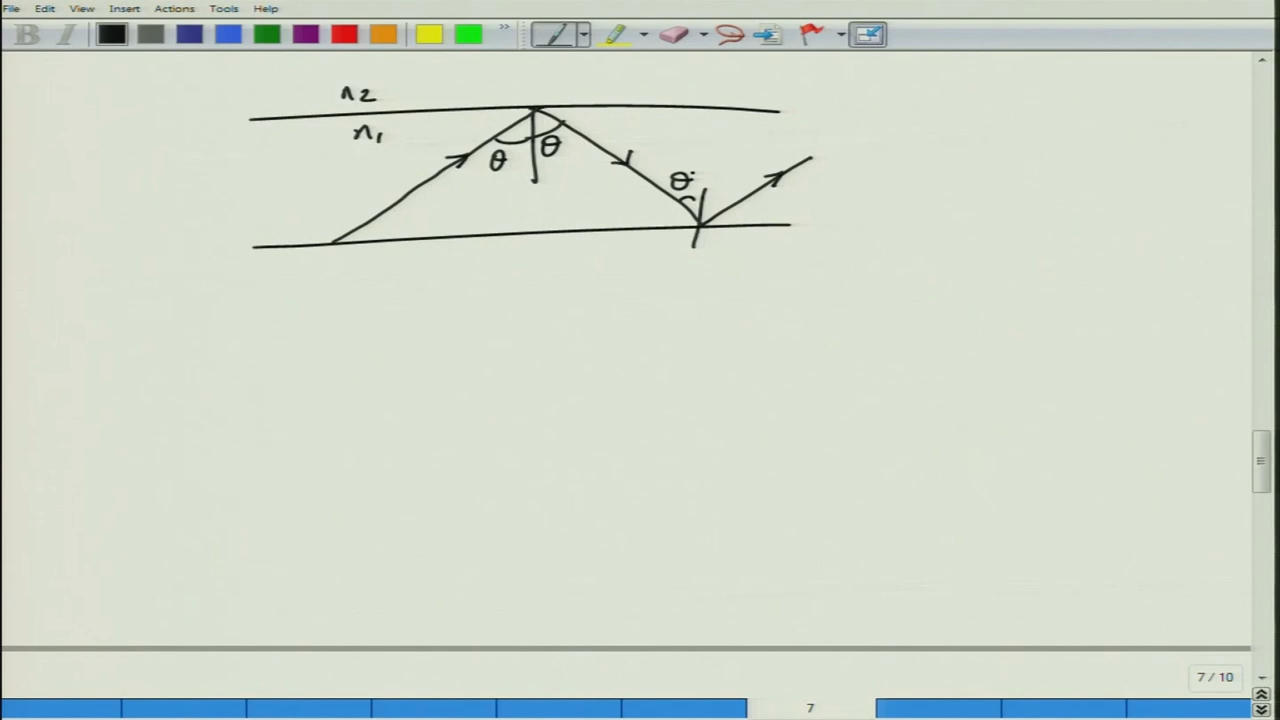 File Edit View Insert Actions Tools Help
B I
n2
n1
θ θ
θ
7 / 10
7